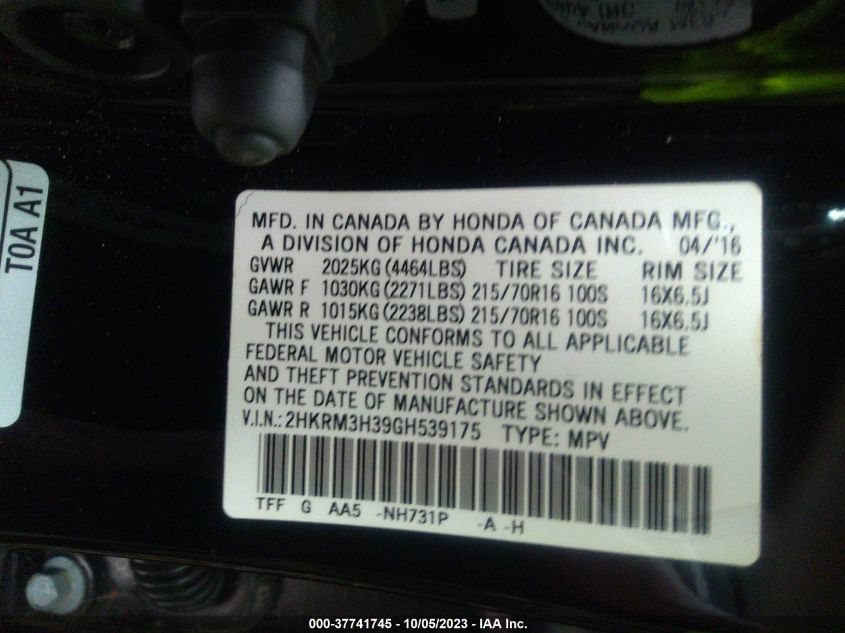 TOA A1
MFD. IN CANADA BY HONDA OF CANADA MFG.,
A DIVISION OF HONDA CANADA INC. 04/'16
GVWR 2025KG (4464LBS) TIRE SIZE RIM SIZE
GAWR F 1030KG (2271LBS) 215/70R16 100S 16X6.5J
GAWR R 1015KG (2238LBS) 215/70R16 100S 16X6.5J
THIS VEHICLE CONFORMS TO ALL APPLICABLE
FEDERAL MOTOR VEHICLE SAFETY
AND THEFT PREVENTION STANDARDS IN EFFECT
ON THE DATE OF MANUFACTURE SHOWN ABOVE.
V.I.N.: 2HKRM3H39GH539175 TYPE: MPV
TFF G AA5 -NH731P -A -H
000-37741745 - 10/05/2023 - IAA Inc.